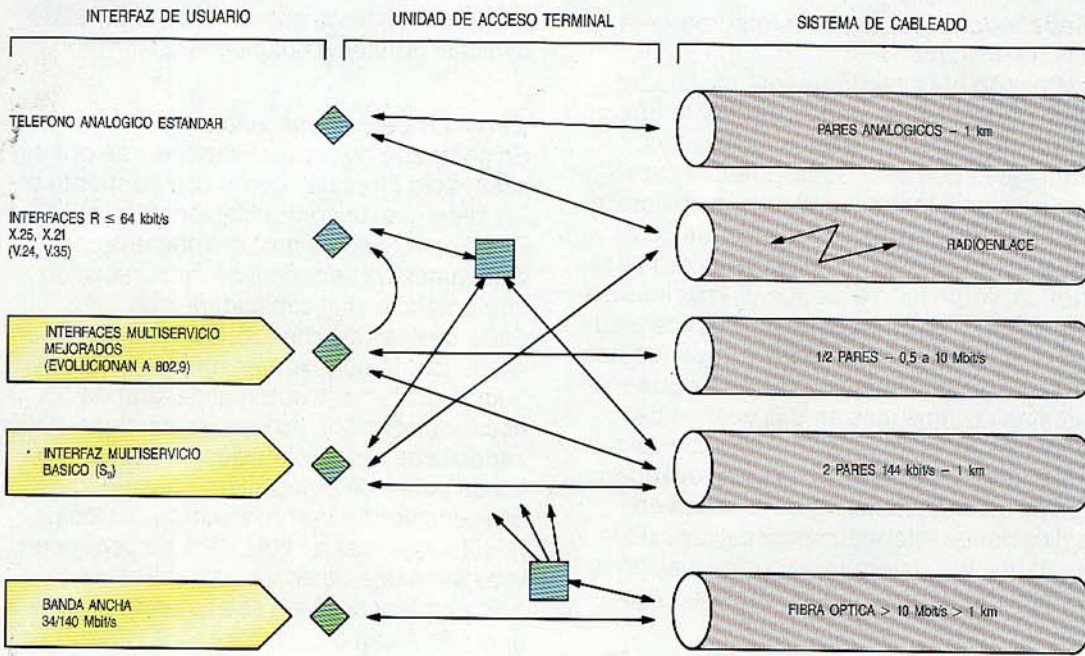 INTERFAZ DE USUARIO
UNIDAD DE ACCESO TERMINAL
SISTEMA DE CABLEADO
TELEFONO ANALOGICO ESTANDAR
PARES ANALOGICOS – 1 km
INTERFACES R ≤ 64 kbit/s
X.25, X.21
(V.24, V.35)
RADIOENLACE
INTERFACES MULTISERVICIO
MEJORADOS
(EVOLUCIONAN A 802,9)
1/2 PARES – 0,5 a 10 Mbit/s
INTERFAZ MULTISERVICIO
BASICO (S₀)
2 PARES 144 kbit/s – 1 km
BANDA ANCHA
34/140 Mbit/s
FIBRA OPTICA > 10 Mbit/s > 1 km